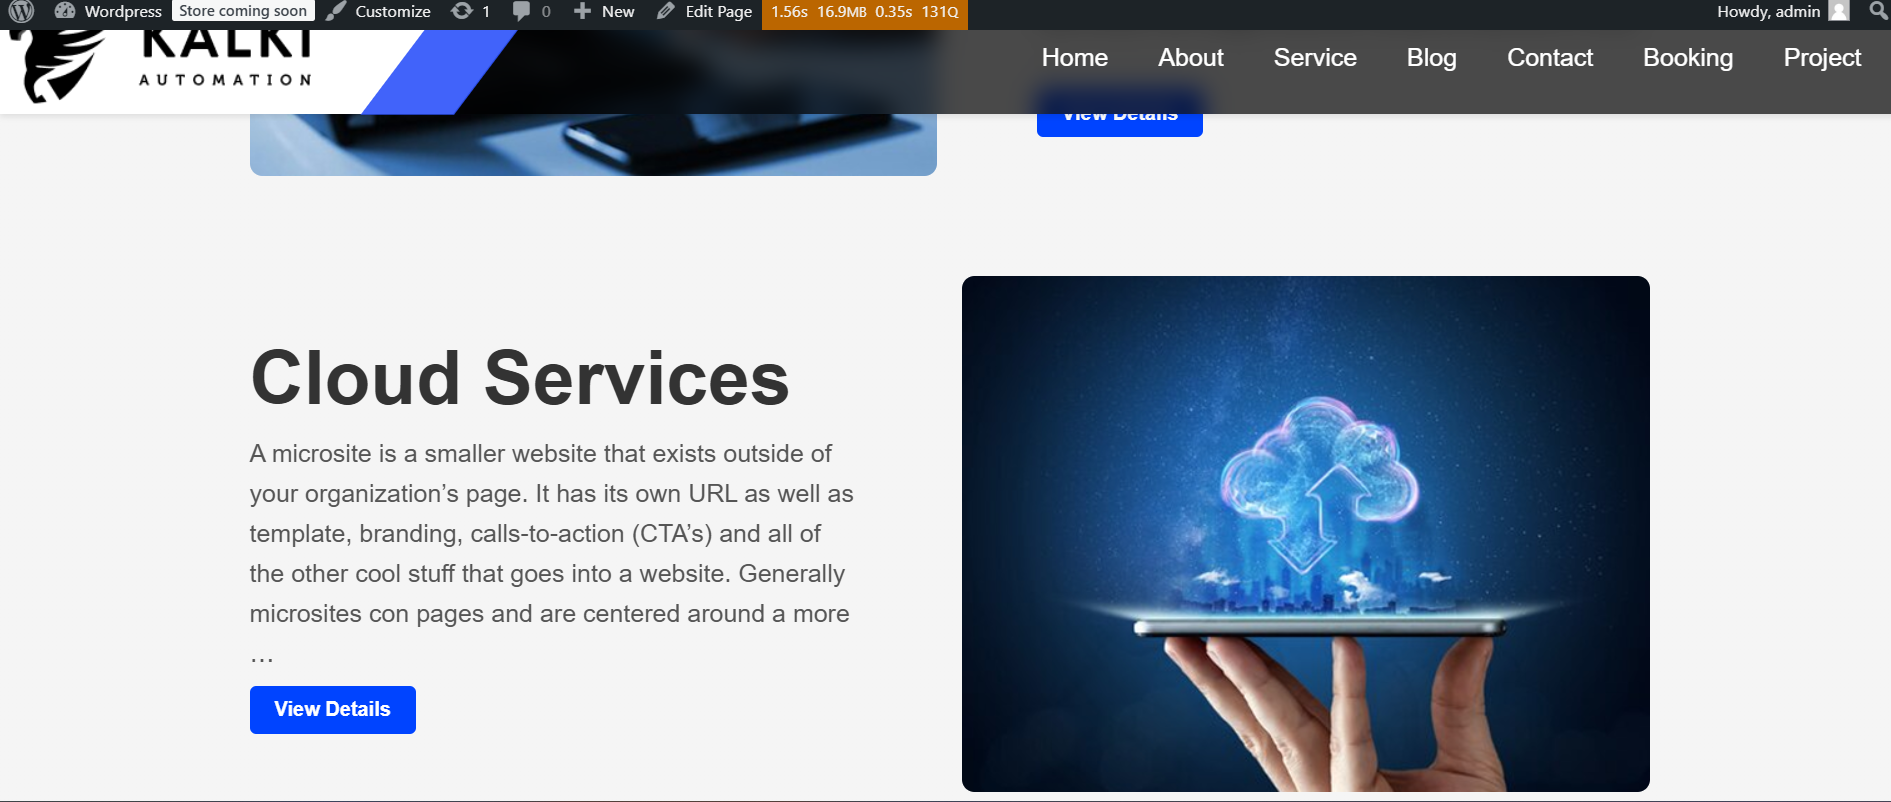 Wordpress Store coming soon Customize 1 0 New Edit Page 1.56s 16.9MB 0.35s 131Q Howdy, admin
KALKI
AUTOMATION
Home About Service Blog Contact Booking Project
View Details
Cloud Services
A microsite is a smaller website that exists outside of
your organization’s page. It has its own URL as well as
template, branding, calls-to-action (CTA’s) and all of
the other cool stuff that goes into a website. Generally
microsites con pages and are centered around a more
…
View Details